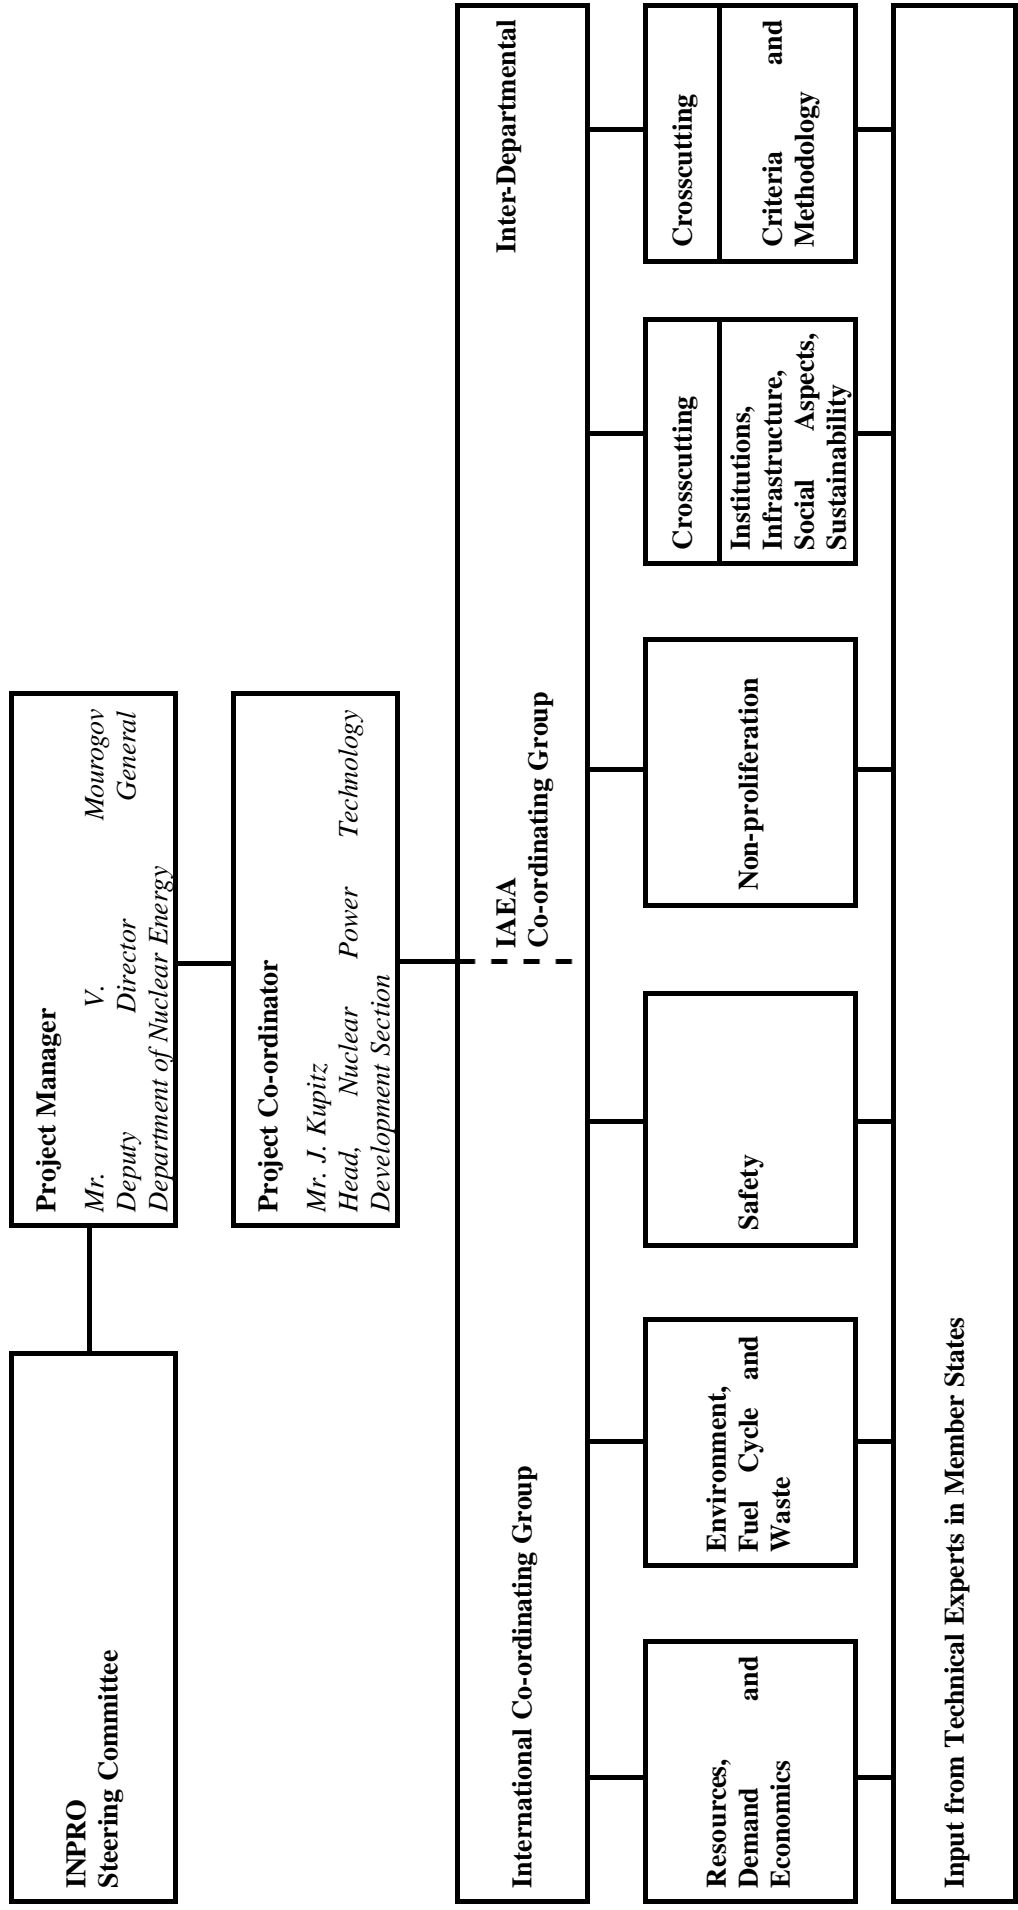 INPRO
Steering Committee
Project Manager
Mr. V. Mourogov
Deputy Director General
Department of Nuclear Energy
Project Co-ordinator
Mr. J. Kupitz
Head, Nuclear Power Technology
Development Section
International Co-ordinating Group
IAEA Inter-Departmental
Co-ordinating Group
Resources,
Demand and
Economics
Environment,
Fuel Cycle and
Waste
Safety
Non-proliferation
Crosscutting
Institutions,
Infrastructure,
Social Aspects,
Sustainability
Crosscutting
Criteria and
Methodology
Input from Technical Experts in Member States